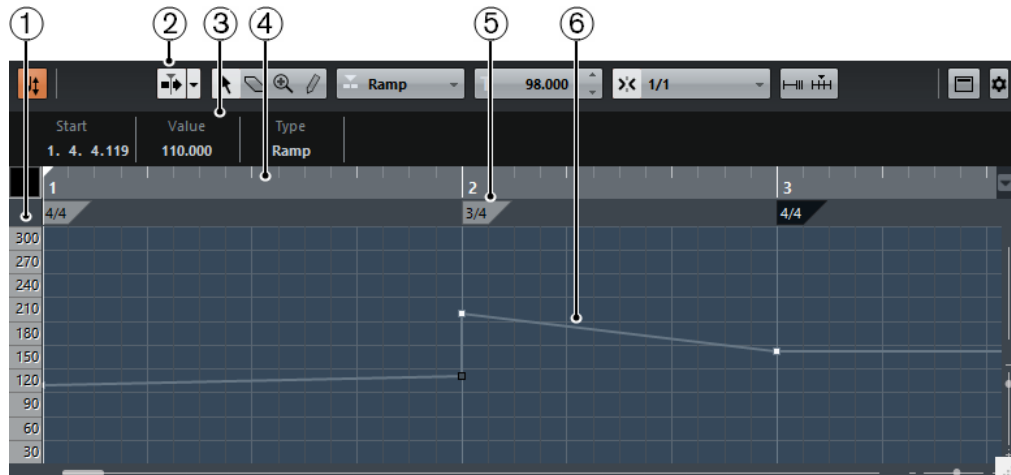 1 2 3 4 5 6
Ramp 98.000 1/1
Start Value Type
1. 4. 4.119 110.000 Ramp
1 2 3
4/4 3/4 4/4
300
270
240
210
180
150
120
90
60
30